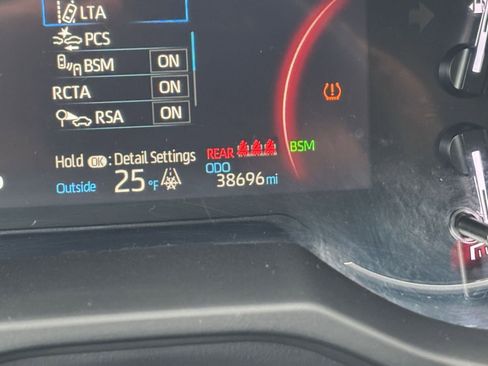 LTA
PCS
BSM ON
RCTA ON
RSA ON
Hold OK: Detail Settings
REAR BSM
ODO
Outside 25 °F 38696 mi